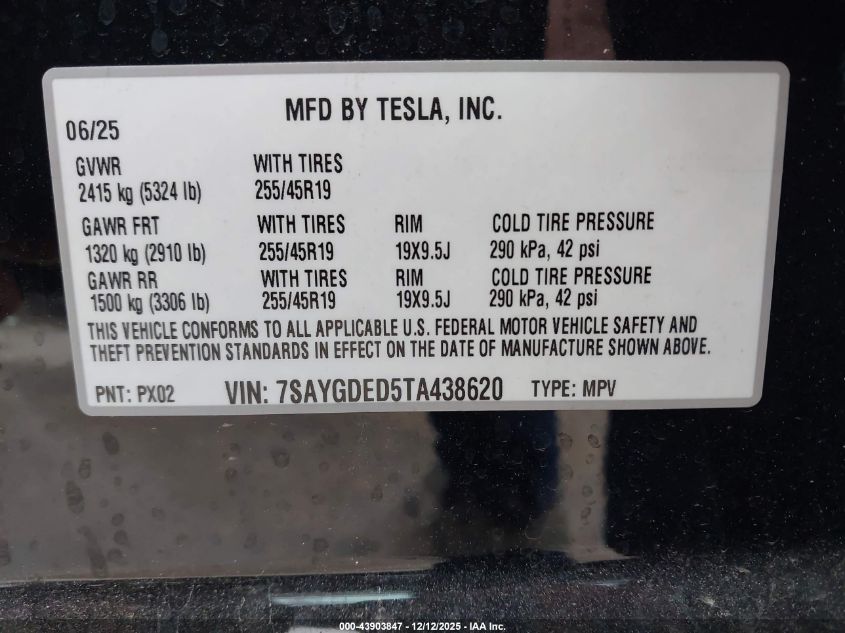 MFD BY TESLA, INC.
06/25
GVWR WITH TIRES
2415 kg (5324 lb) 255/45R19
GAWR FRT WITH TIRES RIM COLD TIRE PRESSURE
1320 kg (2910 lb) 255/45R19 19X9.5J 290 kPa, 42 psi
GAWR RR WITH TIRES RIM COLD TIRE PRESSURE
1500 kg (3306 lb) 255/45R19 19X9.5J 290 kPa, 42 psi
THIS VEHICLE CONFORMS TO ALL APPLICABLE U.S. FEDERAL MOTOR VEHICLE SAFETY AND
THEFT PREVENTION STANDARDS IN EFFECT ON THE DATE OF MANUFACTURE SHOWN ABOVE.
PNT: PX02 VIN: 7SAYGDED5TA438620 TYPE: MPV
000-43903847 - 12/12/2025 - IAA Inc.